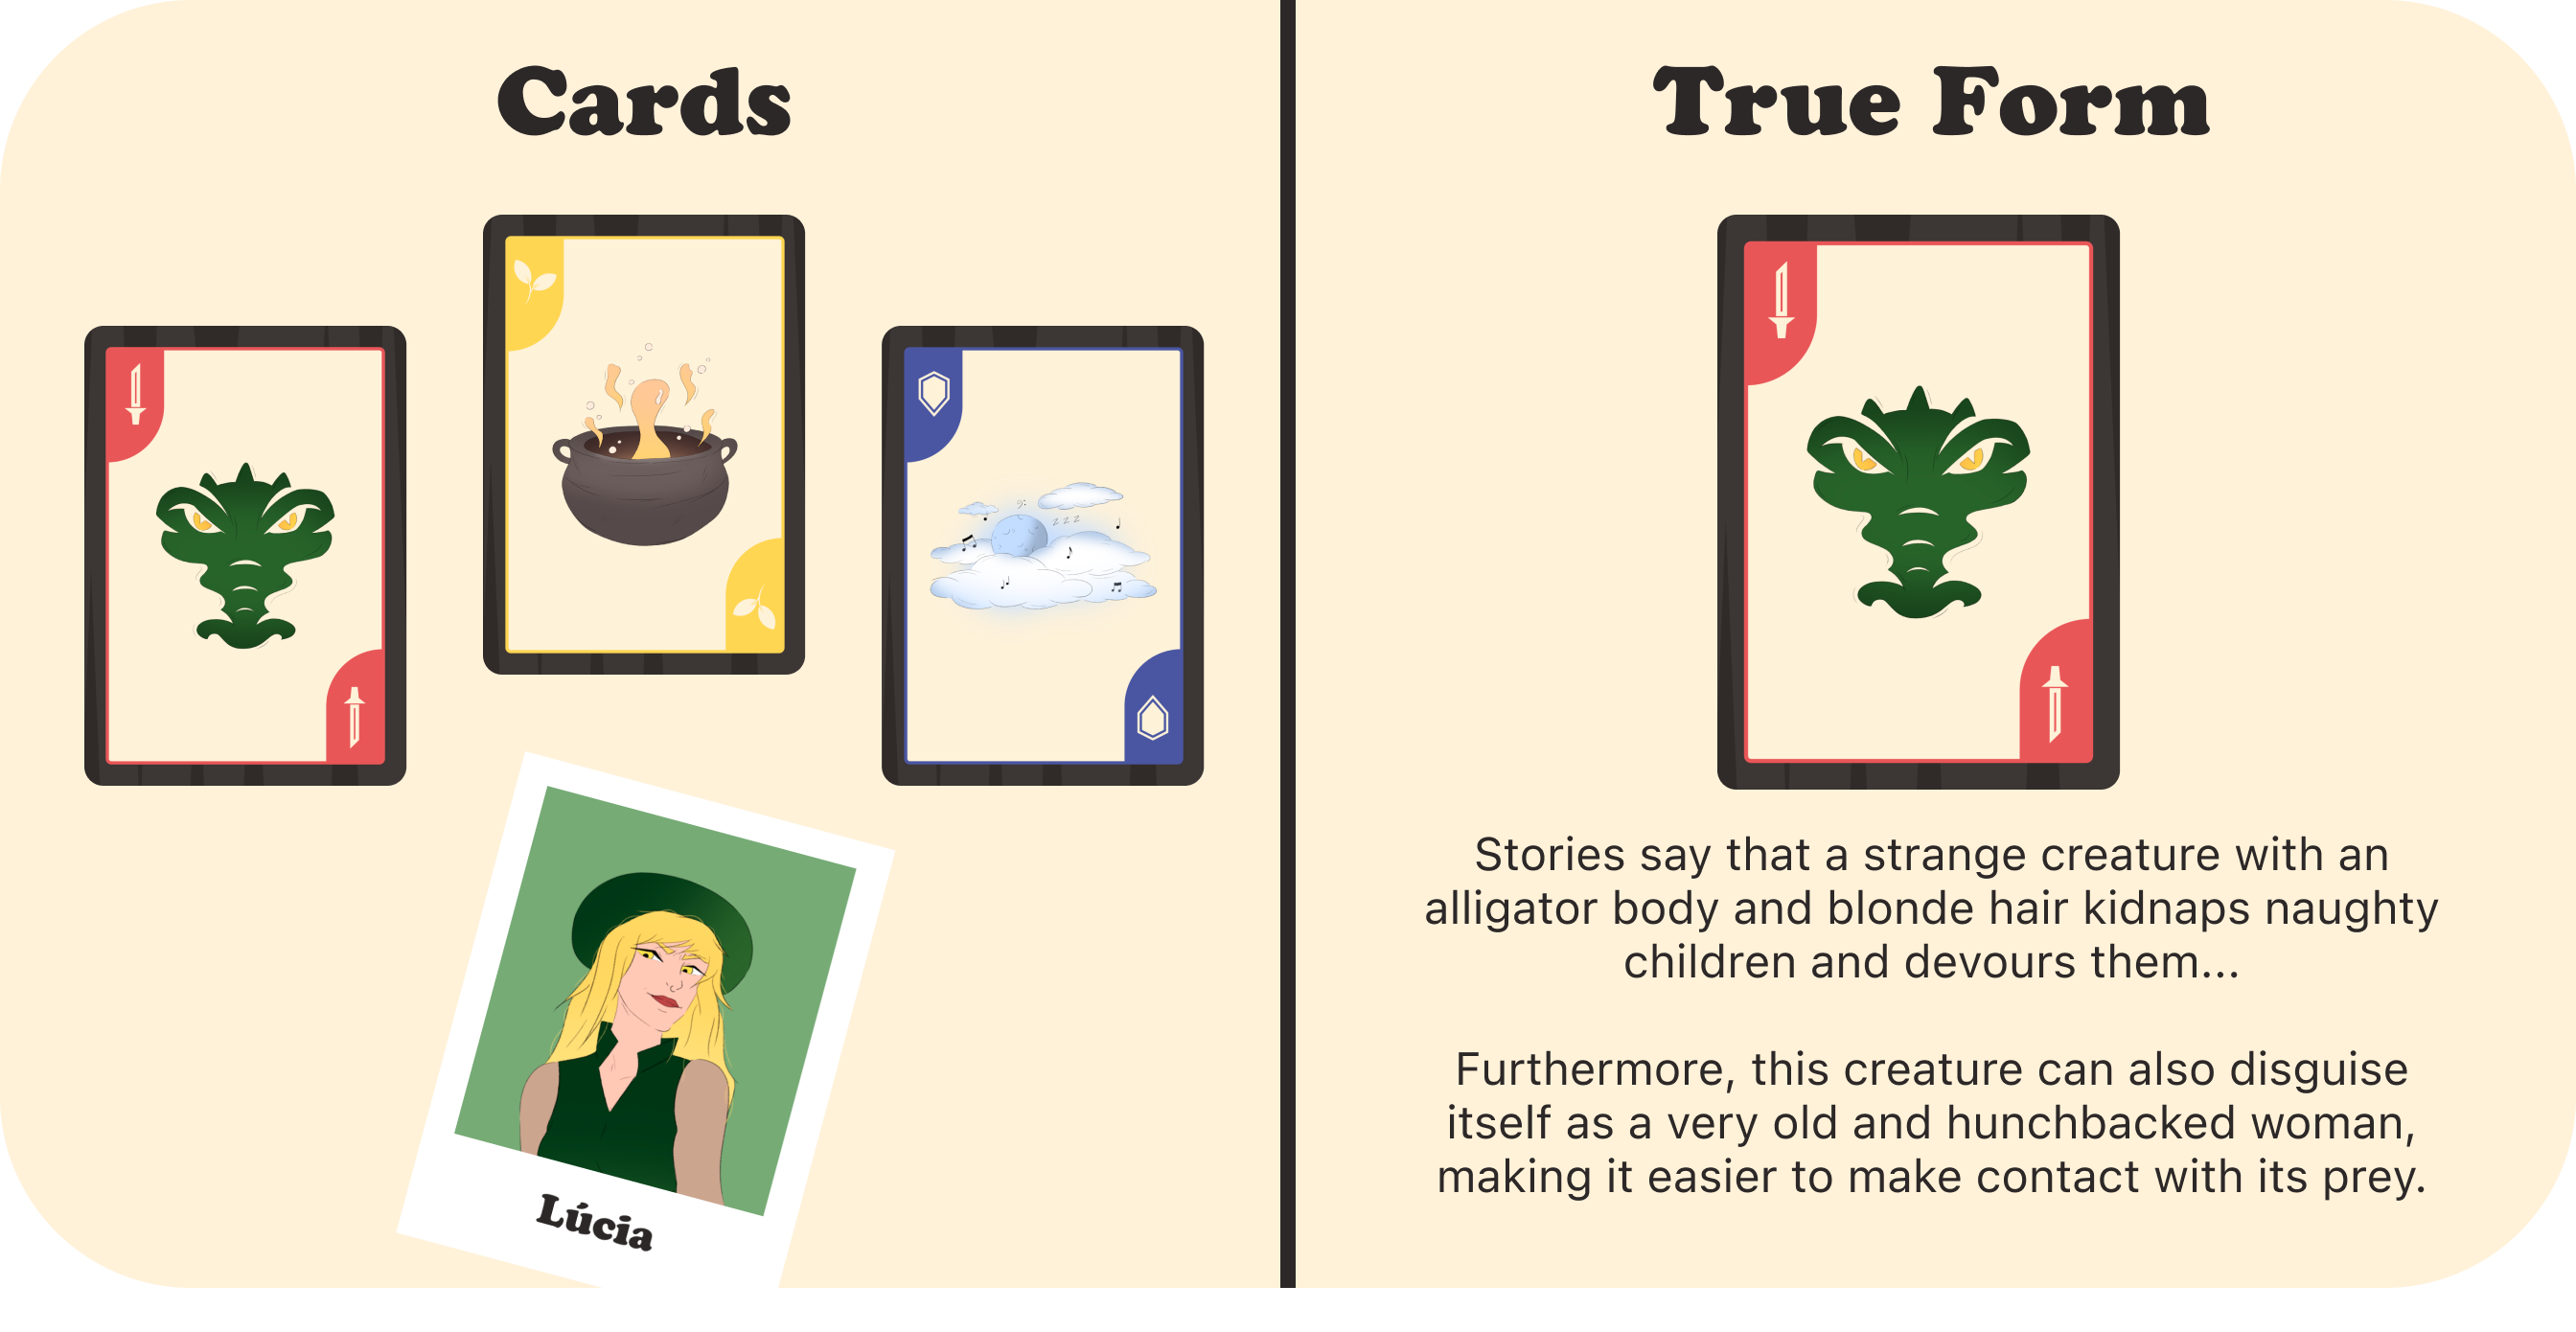 Cards
z z z
Lúcia
True Form
Stories say that a strange creature with an
alligator body and blonde hair kidnaps naughty
children and devours them...
Furthermore, this creature can also disguise
itself as a very old and hunchbacked woman,
making it easier to make contact with its prey.